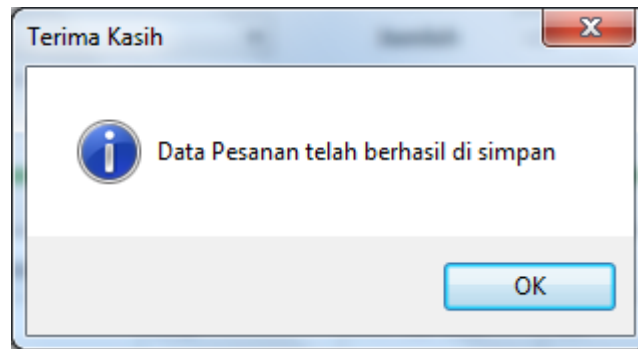 Terima Kasih
Data Pesanan telah berhasil di simpan
OK